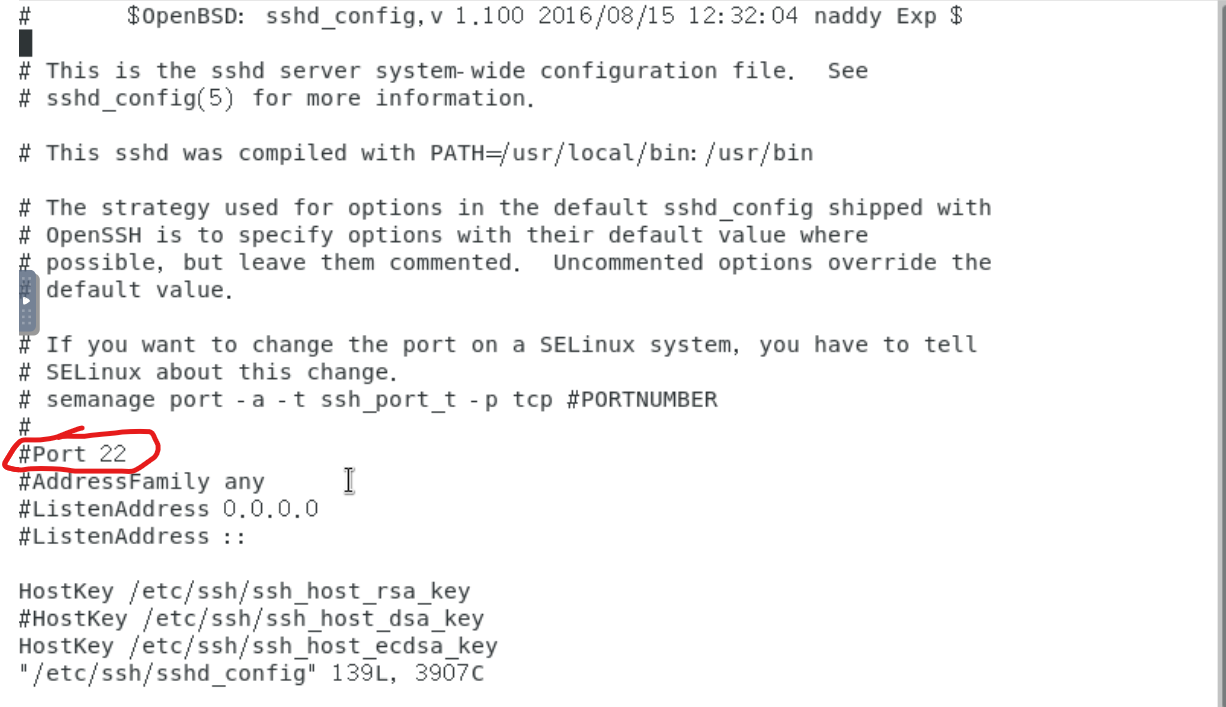 #       $OpenBSD: sshd_config,v 1.100 2016/08/15 12:32:04 naddy Exp $
# This is the sshd server system-wide configuration file.  See
# sshd_config(5) for more information.
# This sshd was compiled with PATH=/usr/local/bin:/usr/bin
# The strategy used for options in the default sshd_config shipped with
# OpenSSH is to specify options with their default value where
# possible, but leave them commented.  Uncommented options override the
# default value.
# If you want to change the port on a SELinux system, you have to tell
# SELinux about this change.
# semanage port -a -t ssh_port_t -p tcp #PORTNUMBER
#
#Port 22
#AddressFamily any
#ListenAddress 0.0.0.0
#ListenAddress ::
HostKey /etc/ssh/ssh_host_rsa_key
#HostKey /etc/ssh/ssh_host_dsa_key
HostKey /etc/ssh/ssh_host_ecdsa_key
"/etc/ssh/sshd_config" 139L, 3907C